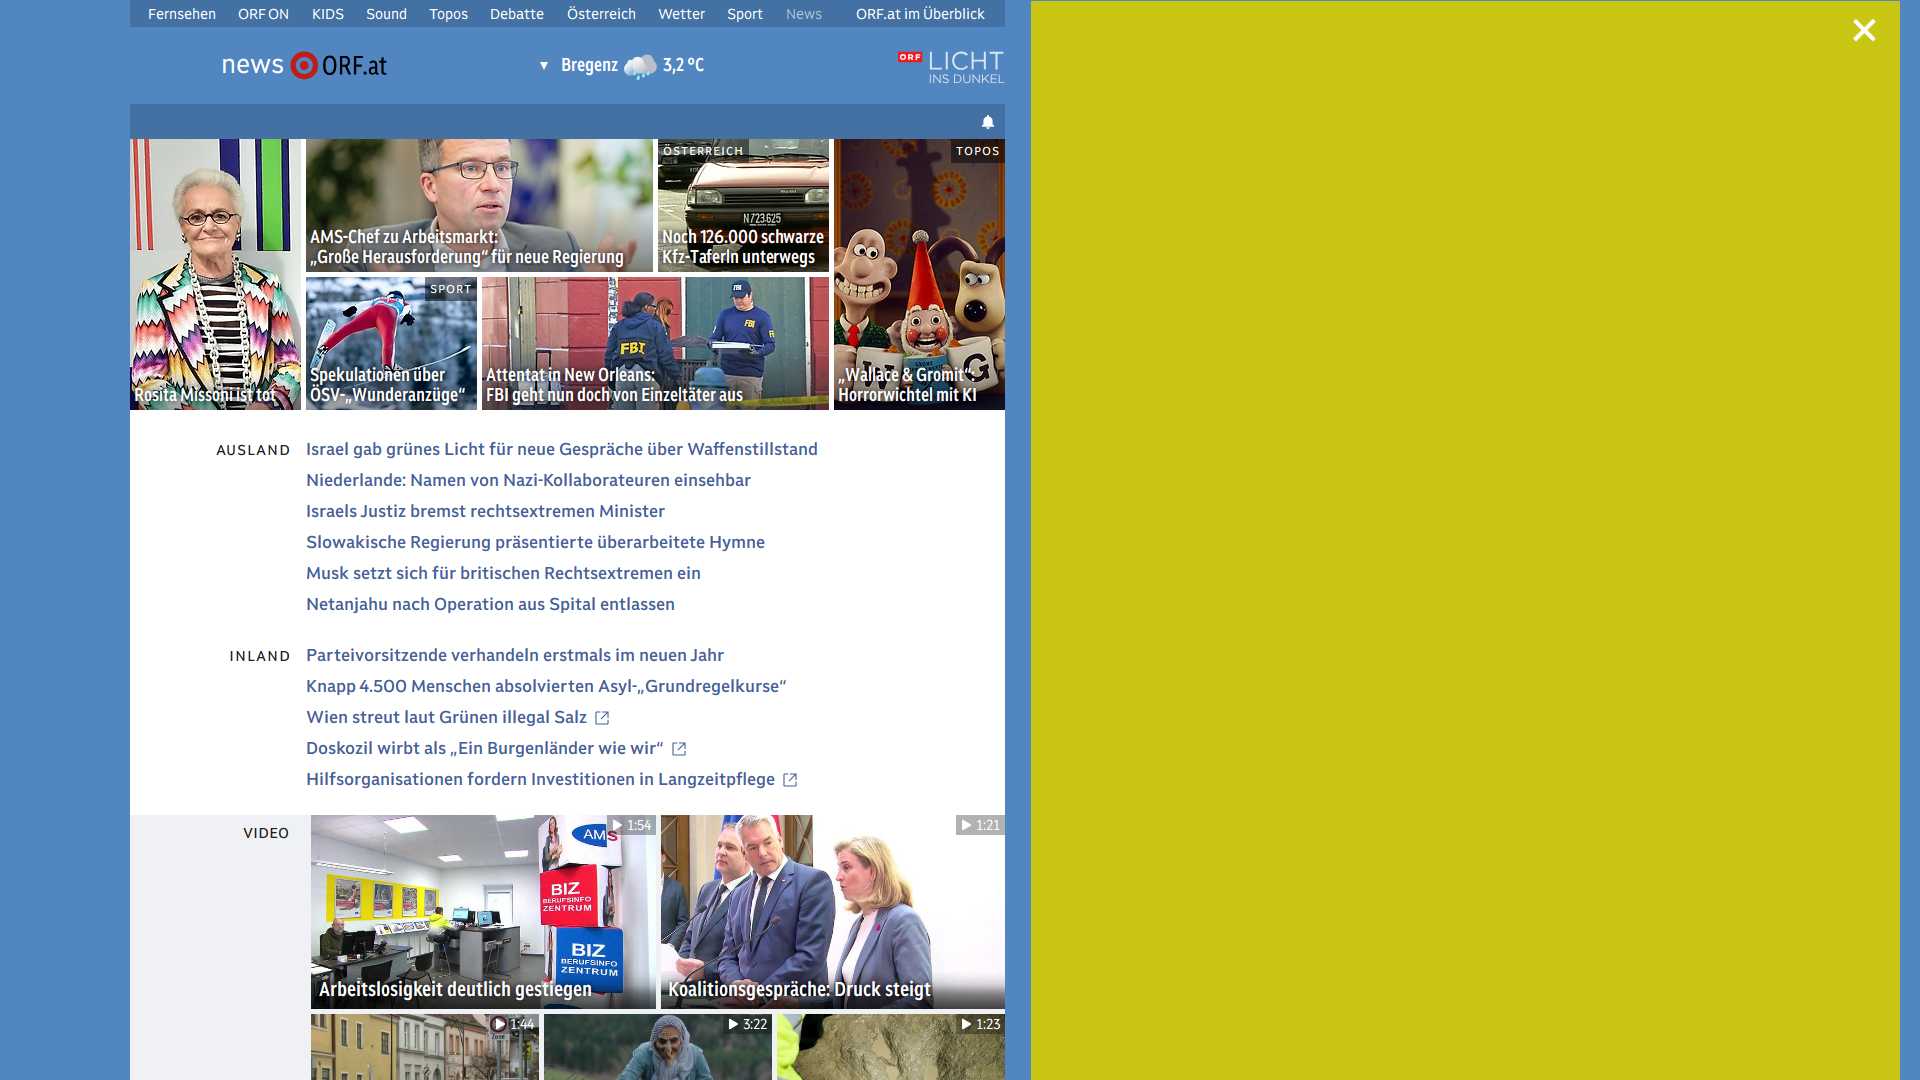 Fernsehen ORF ON KIDS Sound Topos Debatte Österreich Wetter Sport News ORF.at im Überblick
news ORF.at
Bregenz 3,2 °C
ORF LICHT
INS DUNKEL
Rosita Missoni ist tot
AMS-Chef zu Arbeitsmarkt:
„Große Herausforderung“ für neue Regierung
ÖSTERREICH
N 723.625
Noch 126.000 schwarze
Kfz-Taferln unterwegs
TOPOS
„Wallace & Gromit“:
Horrorwichtel mit KI
W
G
SPORT
Spekulationen über
ÖSV-„Wunderanzüge“
FBI
FBI
FBI
Attentat in New Orleans:
FBI geht nun doch von Einzeltäter aus
AUSLAND
Israel gab grünes Licht für neue Gespräche über Waffenstillstand
Niederlande: Namen von Nazi-Kollaborateuren einsehbar
Israels Justiz bremst rechtsextremen Minister
Slowakische Regierung präsentierte überarbeitete Hymne
Musk setzt sich für britischen Rechtsextremen ein
Netanjahu nach Operation aus Spital entlassen
INLAND
Parteivorsitzende verhandeln erstmals im neuen Jahr
Knapp 4.500 Menschen absolvierten Asyl-„Grundregelkurse“
Wien streut laut Grünen illegal Salz
Doskozil wirbt als „Ein Burgenländer wie wir“
Hilfsorganisationen fordern Investitionen in Langzeitpflege
VIDEO
1:54
AMS
BIZ
BERUFSINFO
ZENTRUM
BIZ
BERUFSINFO
ZENTRUM
Arbeitslosigkeit deutlich gestiegen
1:21
Koalitionsgespräche: Druck steigt
1:44
Zone
3:22
1:23